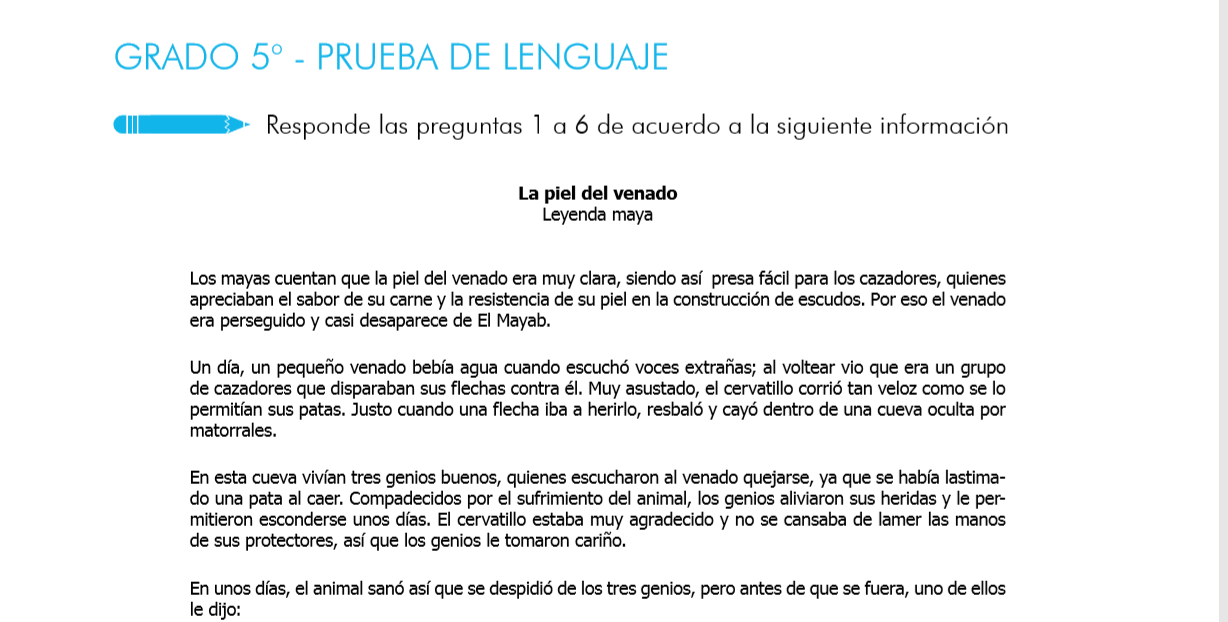 GRADO 5° - PRUEBA DE LENGUAJE
Responde las preguntas 1 a 6 de acuerdo a la siguiente información
La piel del venado
Leyenda maya
Los mayas cuentan que la piel del venado era muy clara, siendo así presa fácil para los cazadores, quienes
apreciaban el sabor de su carne y la resistencia de su piel en la construcción de escudos. Por eso el venado
era perseguido y casi desaparece de El Mayab.
Un día, un pequeño venado bebía agua cuando escuchó voces extrañas; al voltear vio que era un grupo
de cazadores que disparaban sus flechas contra él. Muy asustado, el cervatillo corrió tan veloz como se lo
permitían sus patas. Justo cuando una flecha iba a herirlo, resbaló y cayó dentro de una cueva oculta por
matorrales.
En esta cueva vivían tres genios buenos, quienes escucharon al venado quejarse, ya que se había lastima-
do una pata al caer. Compadecidos por el sufrimiento del animal, los genios aliviaron sus heridas y le per-
mitieron esconderse unos días. El cervatillo estaba muy agradecido y no se cansaba de lamer las manos
de sus protectores, así que los genios le tomaron cariño.
En unos días, el animal sanó así que se despidió de los tres genios, pero antes de que se fuera, uno de ellos
le dijo: